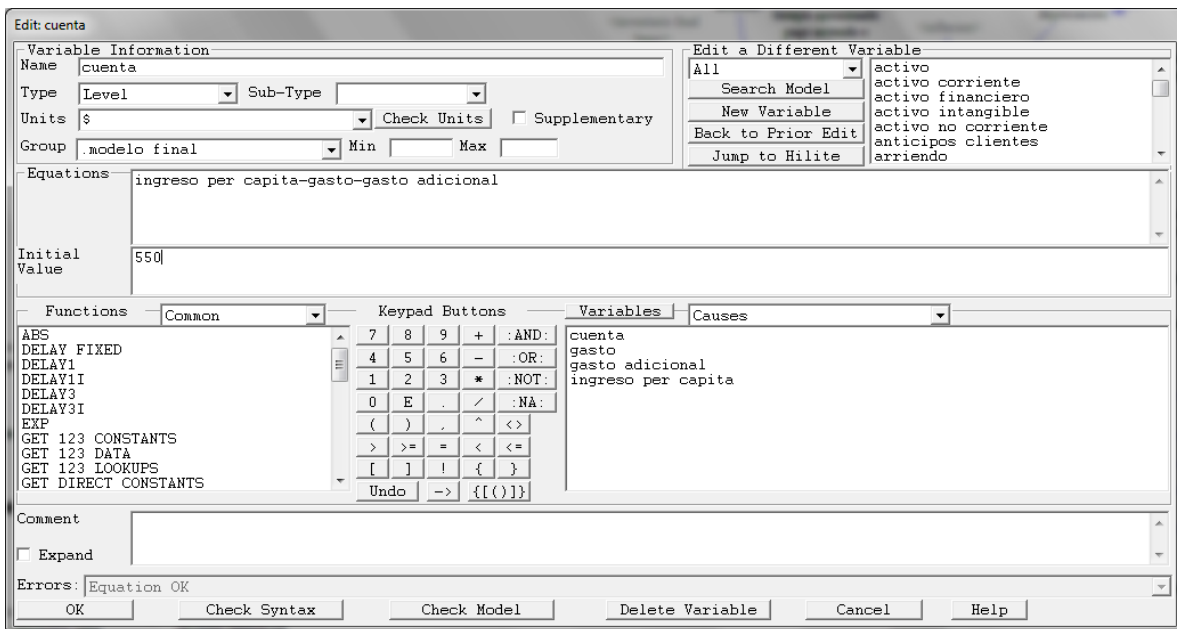 Edit: cuenta
Variable Information
Name cuenta
Type Level Sub-Type
Units $ Check Units Supplementary
Group .modelo final Min Max
Edit a Different Variable
All
Search Model
New Variable
Back to Prior Edit
Jump to Hilite
activo
activo corriente
activo financiero
activo intangible
activo no corriente
anticipos clientes
arriendo
Equations
ingreso per capita-gasto-gasto adicional
Initial Value
550
Functions Common
ABS
DELAY FIXED
DELAY1
DELAY1I
DELAY3
DELAY3I
EXP
GET 123 CONSTANTS
GET 123 DATA
GET 123 LOOKUPS
GET DIRECT CONSTANTS
Keypad Buttons
7 8 9 + :AND:
4 5 6 - :OR:
1 2 3 * :NOT:
0 E . / :NA:
( ) , ^ <>
> >= = < <=
[ ] ! { }
Undo -> {[()]}
Variables Causes
cuenta
gasto
gasto adicional
ingreso per capita
Comment
Expand
Errors: Equation OK
OK Check Syntax Check Model Delete Variable Cancel Help